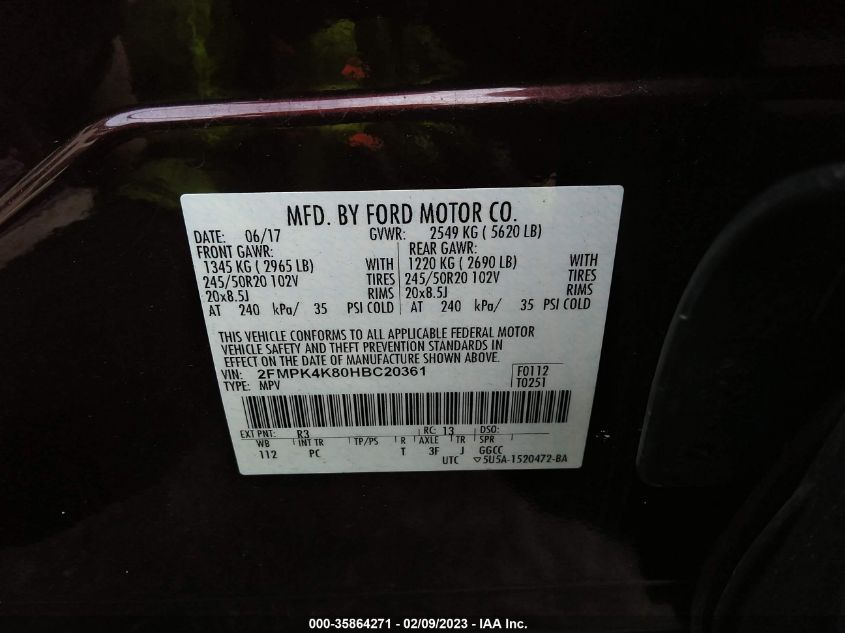 MFD. BY FORD MOTOR CO.
DATE: 06/17 GVWR: 2549 KG ( 5620 LB)
FRONT GAWR: REAR GAWR:
1345 KG ( 2965 LB) WITH 1220 KG ( 2690 LB) WITH
245/50R20 102V TIRES 245/50R20 102V TIRES
20x8.5J RIMS 20x8.5J RIMS
AT 240 kPa/ 35 PSI COLD AT 240 kPa/ 35 PSI COLD
THIS VEHICLE CONFORMS TO ALL APPLICABLE FEDERAL MOTOR
VEHICLE SAFETY AND THEFT PREVENTION STANDARDS IN
EFFECT ON THE DATE OF MANUFACTURE SHOWN ABOVE.
VIN: 2FMPK4K80HBC20361 F0112
TYPE: MPV T0251
EXT PNT: R3 RC: 13 DSO:
WB INT TR TP/PS R AXLE TR SPR
112 PC T 3F J GGCC
UTC ▽5U5A-1520472-BA
000-35864271 - 02/09/2023 - IAA Inc.